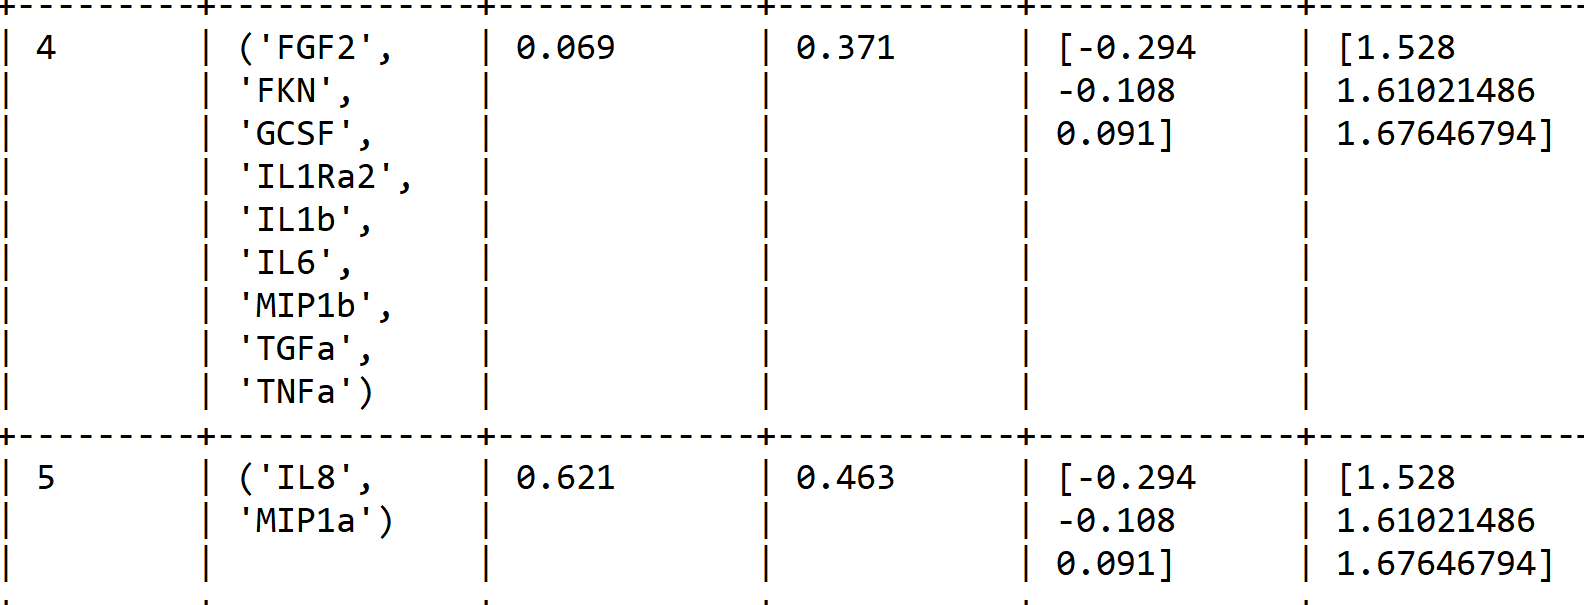 +---------+-------------+-------------+------------+-------------+-------------
| 4 | ('FGF2', | 0.069 | 0.371 | [-0.294 | [1.528
| | 'FKN', | | | -0.108 | 1.61021486
| | 'GCSF', | | | 0.091] | 1.67646794]
| | 'IL1Ra2', | | | |
| | 'IL1b', | | | |
| | 'IL6', | | | |
| | 'MIP1b', | | | |
| | 'TGFa', | | | |
| | 'TNFa') | | | |
+---------+-------------+-------------+------------+-------------+-------------
| 5 | ('IL8', | 0.621 | 0.463 | [-0.294 | [1.528
| | 'MIP1a') | | | -0.108 | 1.61021486
| | | | | 0.091] | 1.67646794]